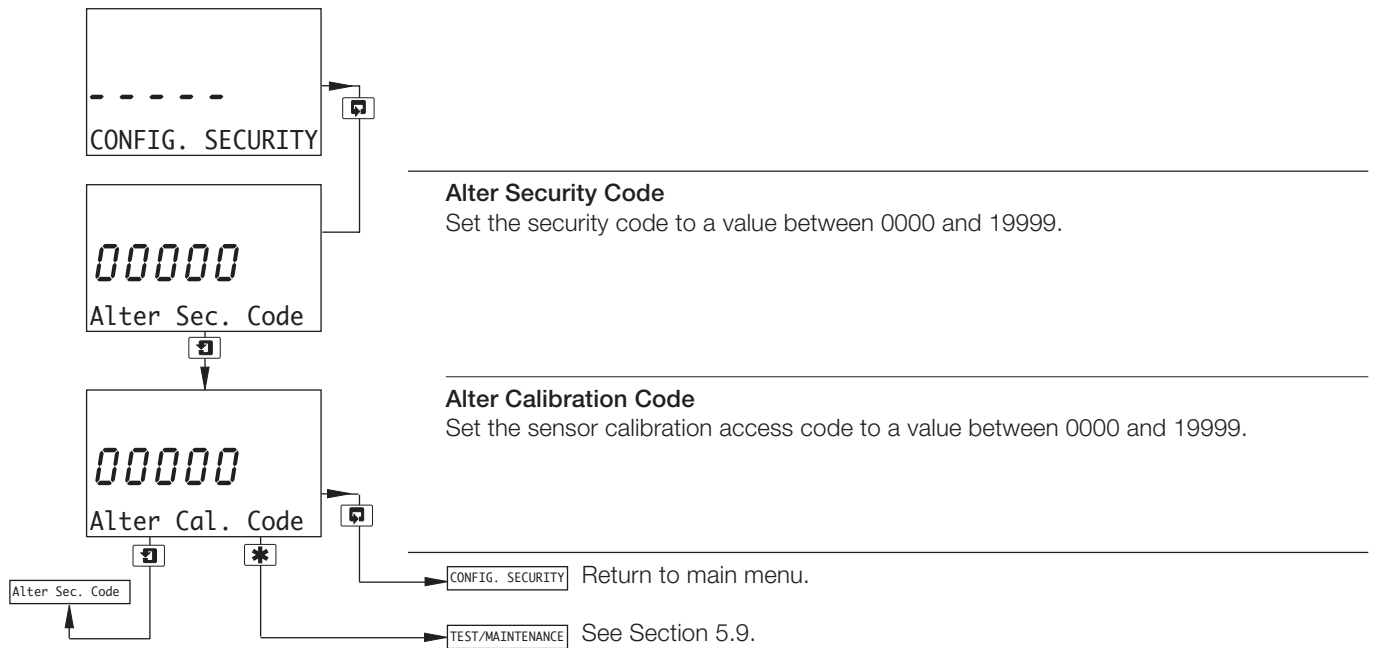 - - - - -
CONFIG. SECURITY
Alter Security Code
Set the security code to a value between 0000 and 19999.
00000
Alter Sec. Code
Alter Calibration Code
Set the sensor calibration access code to a value between 0000 and 19999.
00000
Alter Cal. Code
CONFIG. SECURITY Return to main menu.
Alter Sec. Code
TEST/MAINTENANCE See Section 5.9.